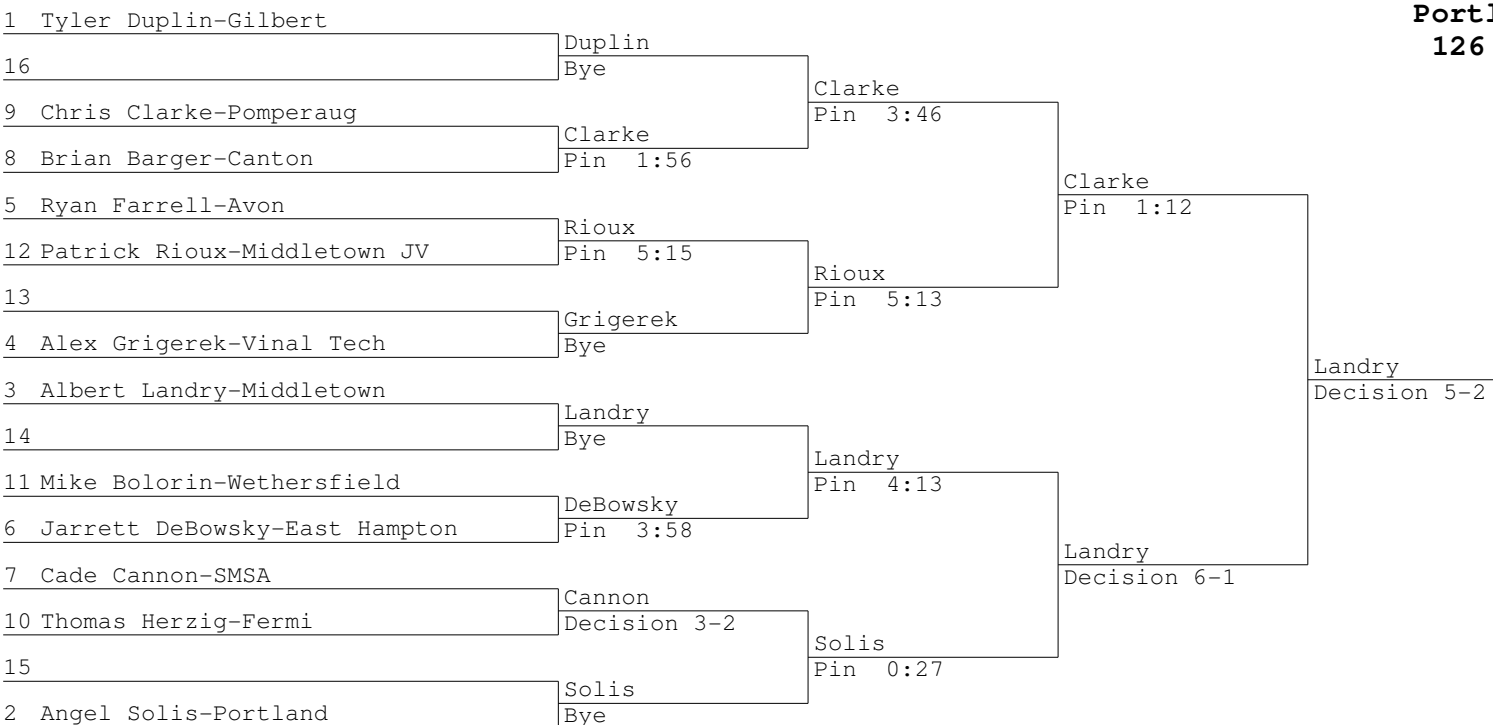 1 Tyler Duplin-Gilbert
16
9 Chris Clarke-Pomperaug
8 Brian Barger-Canton
5 Ryan Farrell-Avon
12 Patrick Rioux-Middletown JV
13
4 Alex Grigerek-Vinal Tech
3 Albert Landry-Middletown
14
11 Mike Bolorin-Wethersfield
6 Jarrett DeBowsky-East Hampton
7 Cade Cannon-SMSA
10 Thomas Herzig-Fermi
15
2 Angel Solis-Portland
Duplin
Bye
Clarke
Pin 1:56
Rioux
Pin 5:15
Grigerek
Bye
Landry
Bye
DeBowsky
Pin 3:58
Cannon
Decision 3-2
Solis
Bye
Clarke
Pin 3:46
Rioux
Pin 5:13
Landry
Pin 4:13
Solis
Pin 0:27
Clarke
Pin 1:12
Landry
Decision 6-1
Landry
Decision 5-2
126